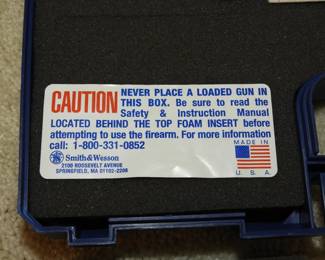 CAUTION NEVER PLACE A LOADED GUN IN
THIS BOX. Be sure to read the
Safety & Instruction Manual
LOCATED BEHIND THE TOP FOAM INSERT before
attempting to use the firearm. For more information
call: 1-800-331-0852
MADE IN
Smith & Wesson
2100 ROOSEVELT AVENUE
SPRINGFIELD, MA 01102-2208
U.S.A.